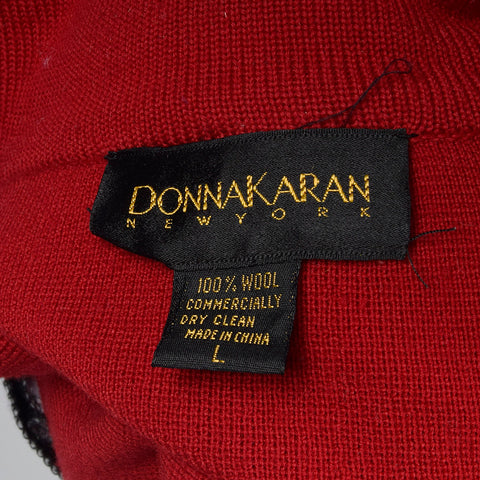 DONNAKARAN
NEW YORK
100% WOOL
COMMERCIALLY
DRY CLEAN
MADE IN CHINA
L